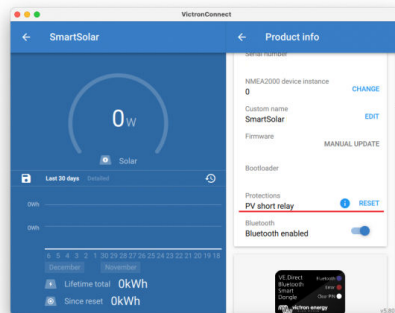 VictronConnect
SmartSolar
Product info
Serial number
0W
Solar
Last 30 days Detailed
0Wh
0Wh
6 5 4 3 2 1 30 29 28 27 26 25 24 23 22 21 20 19 18
December November
Lifetime total 0kWh
Since reset 0kWh
NMEA2000 device instance
0
CHANGE
Custom name
SmartSolar
EDIT
Firmware
MANUAL UPDATE
Bootloader
Protections
PV short relay
RESET
Bluetooth
Bluetooth enabled
VE.Direct
Bluetooth
Smart
Dongle
Bluetooth
Error
Clear PIN
victron energy